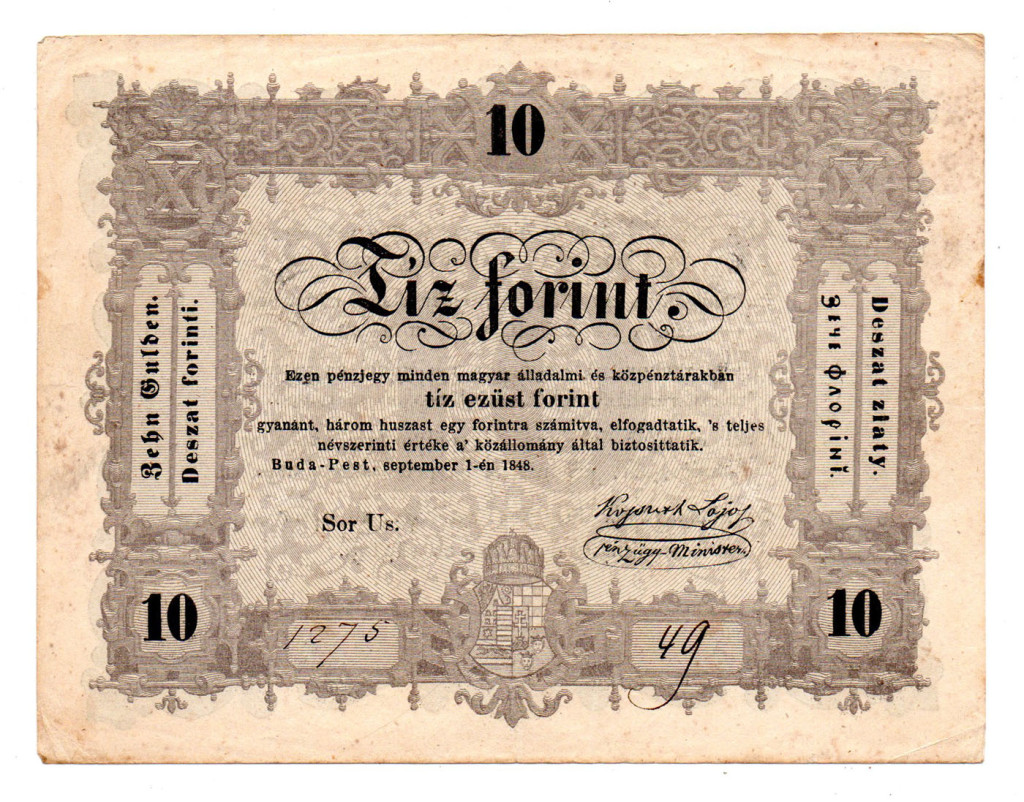 10
X
X
Tíz forint.
Zehn Gulden.
Deszat forinti.
Deszat zlaty.
Ezen pénzjegy minden magyar álladalmi és közpénztárakban
tíz ezüst forint
gyanánt, három huszast egy forintra számitva, elfogadtatik, 's teljes
névszerinti értéke a' közállomány által biztosittatik.
Buda-Pest, september 1-én 1848.
Sor Us.
Kossuth Lajos
pénzügy-Minister.
10
1275
49
10